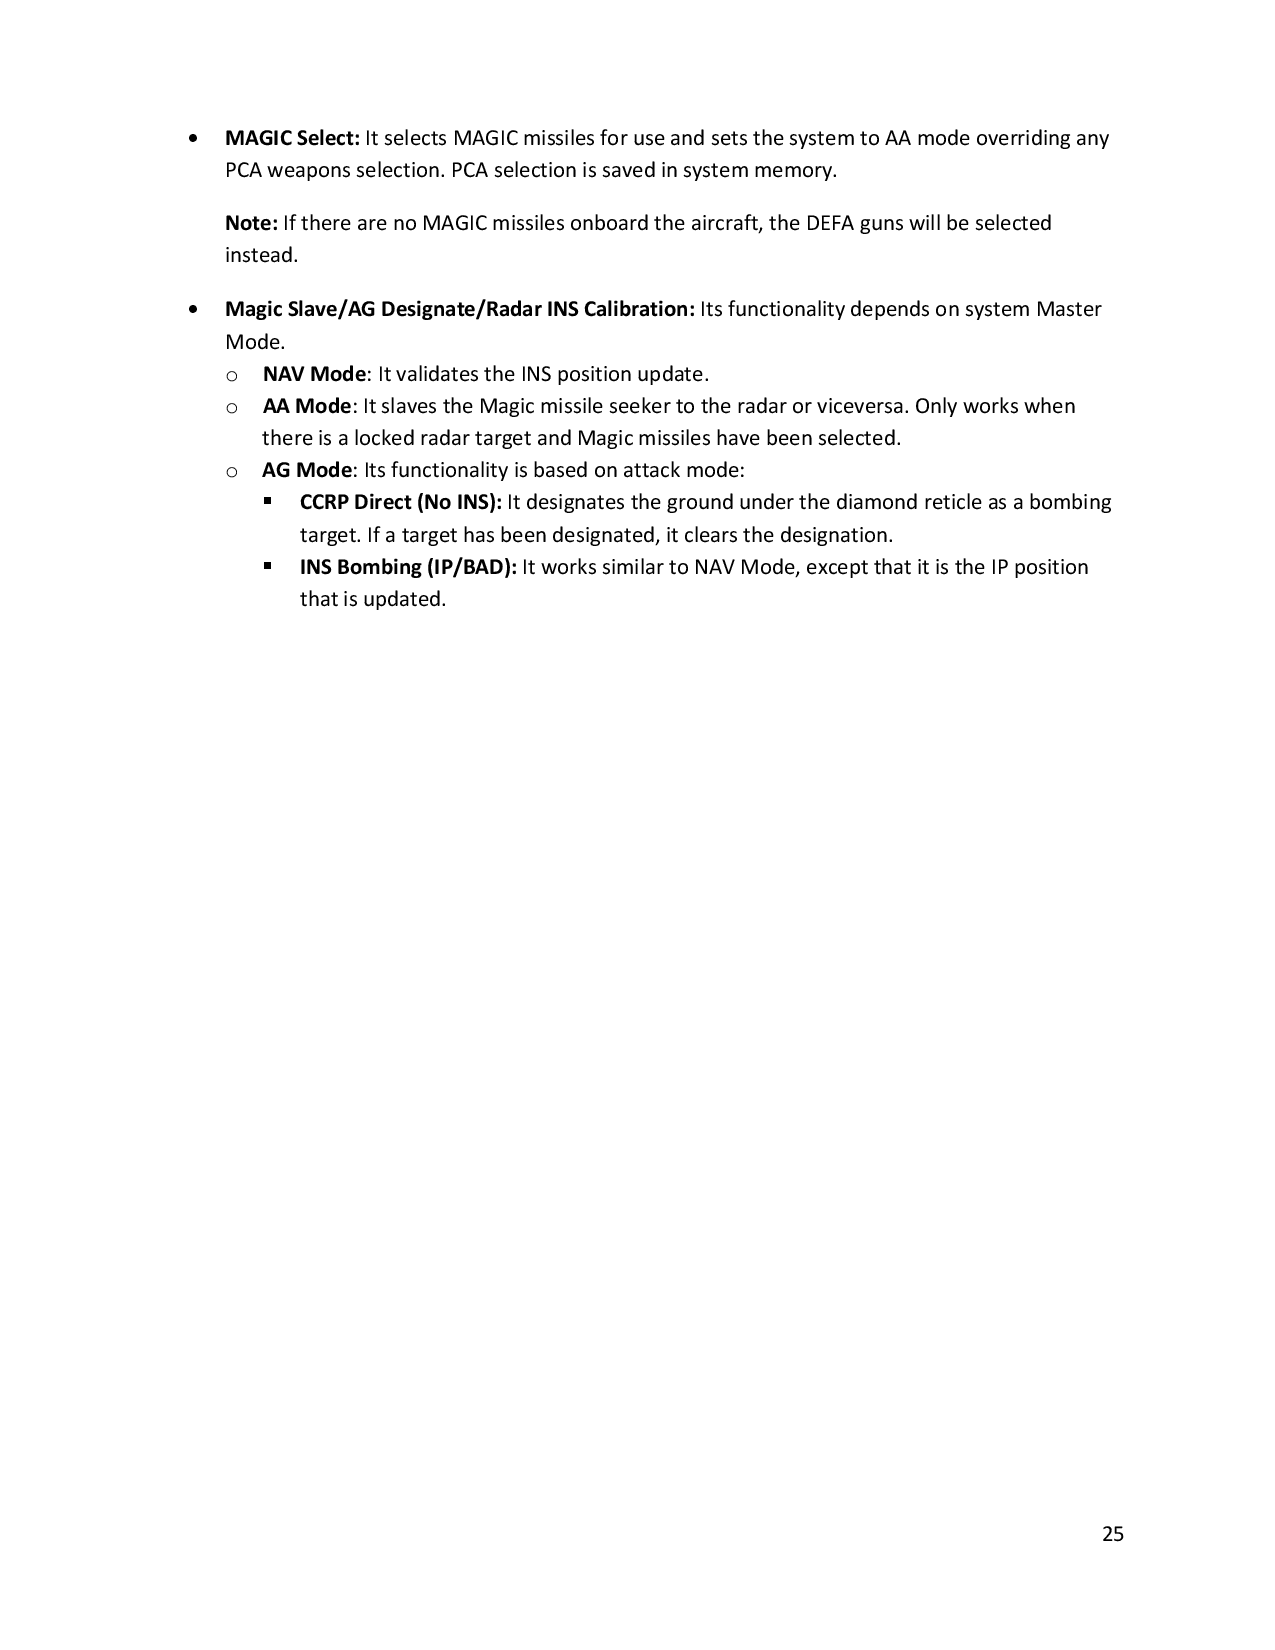 • MAGIC Select: It selects MAGIC missiles for use and sets the system to AA mode overriding any
PCA weapons selection. PCA selection is saved in system memory.
Note: If there are no MAGIC missiles onboard the aircraft, the DEFA guns will be selected
instead.
• Magic Slave/AG Designate/Radar INS Calibration: Its functionality depends on system Master
Mode.
o NAV Mode: It validates the INS position update.
o AA Mode: It slaves the Magic missile seeker to the radar or viceversa. Only works when
there is a locked radar target and Magic missiles have been selected.
o AG Mode: Its functionality is based on attack mode:
▪ CCRP Direct (No INS): It designates the ground under the diamond reticle as a bombing
target. If a target has been designated, it clears the designation.
▪ INS Bombing (IP/BAD): It works similar to NAV Mode, except that it is the IP position
that is updated.
25